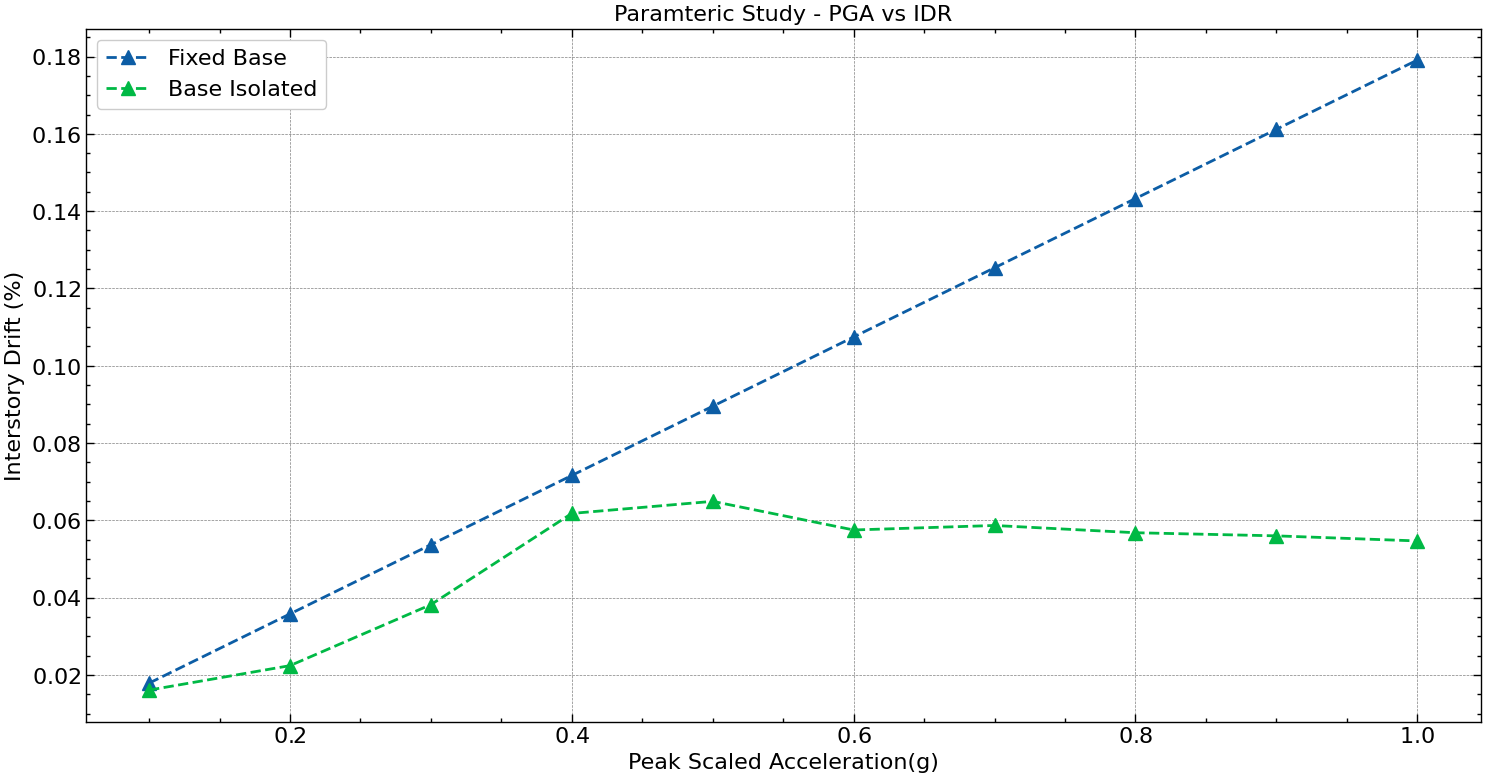 Paramteric Study - PGA vs IDR
Fixed Base
Base Isolated
Interstory Drift (%)
0.18
0.16
0.14
0.12
0.10
0.08
0.06
0.04
0.02
0.2 0.4 0.6 0.8 1.0
Peak Scaled Acceleration(g)